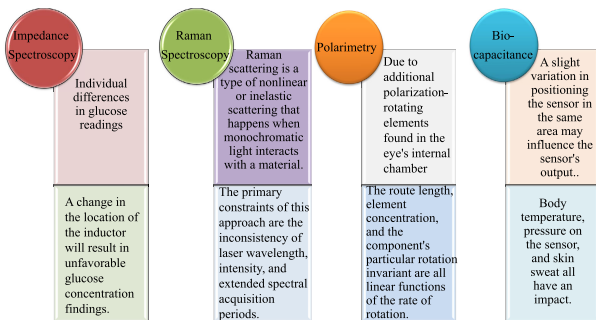 Impedance
Spectroscopy
Individual
differences
in glucose
readings
A change in
the location of
the inductor
will result in
unfavorable
glucose
concentration
findings.
Raman
Spectroscopy
Raman
scattering is a
type of nonlinear
or inelastic
scattering that
happens when
monochromatic
light interacts
with a material.
The primary
constraints of this
approach are the
inconsistency of
laser wavelength,
intensity, and
extended spectral
acquisition
periods.
Polarimetry
Due to
additional
polarization-
rotating
elements
found in the
eye's internal
chamber
The route length,
element
concentration,
and the
component's
particular rotation
invariant are all
linear functions
of the rate of
rotation.
Bio-
capacitance
A slight
variation in
positioning
the sensor in
the same
area may
influence the
sensor's
output..
Body
temperature,
pressure on
the sensor,
and skin
sweat all
have an
impact.